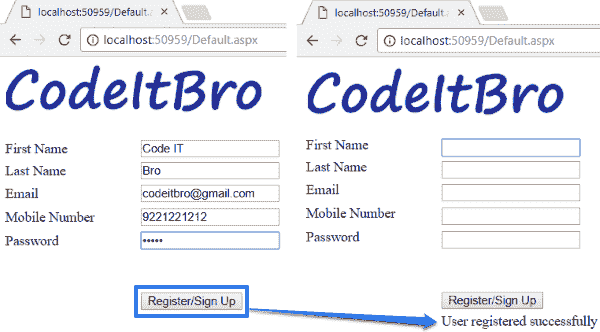 localhost:50959/Default.aspx
localhost:50959/Default.aspx
CodeItBro
First Name Code IT
Last Name Bro
Email codeitbro@gmail.com
Mobile Number 9221221212
Password •••••
Register/Sign Up
localhost:50959/Default.aspx
localhost:50959/Default.aspx
CodeItBro
First Name
Last Name
Email
Mobile Number
Password
Register/Sign Up
User registered successfully